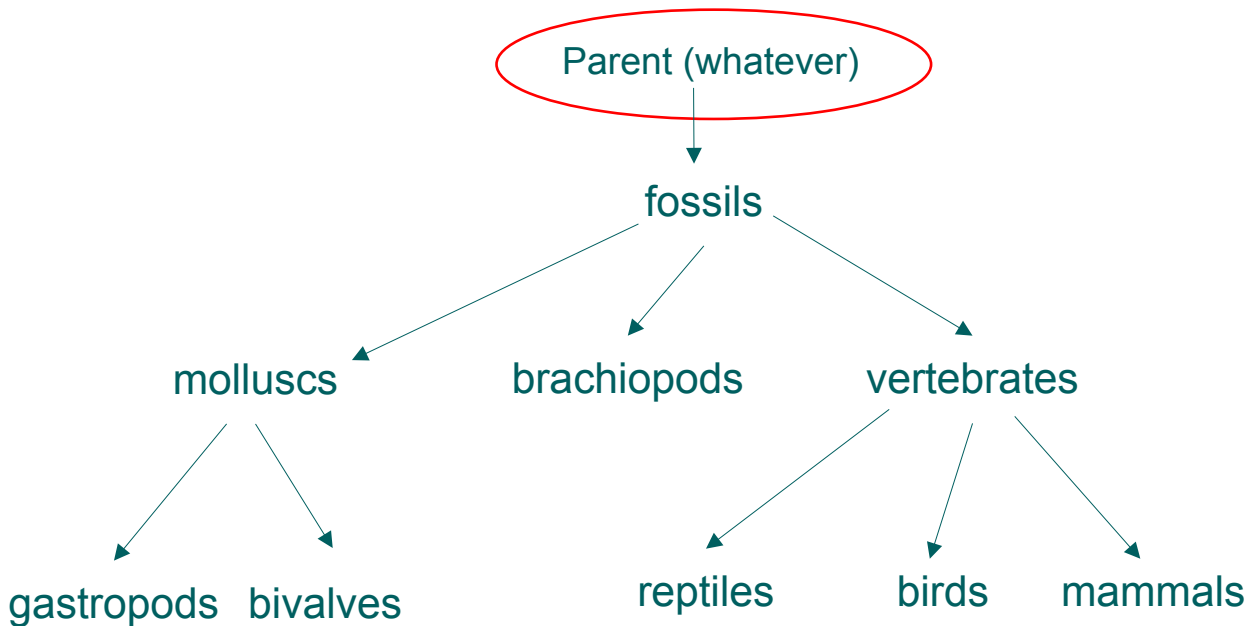 Parent (whatever)
fossils
molluscs brachiopods vertebrates
gastropods bivalves reptiles birds mammals